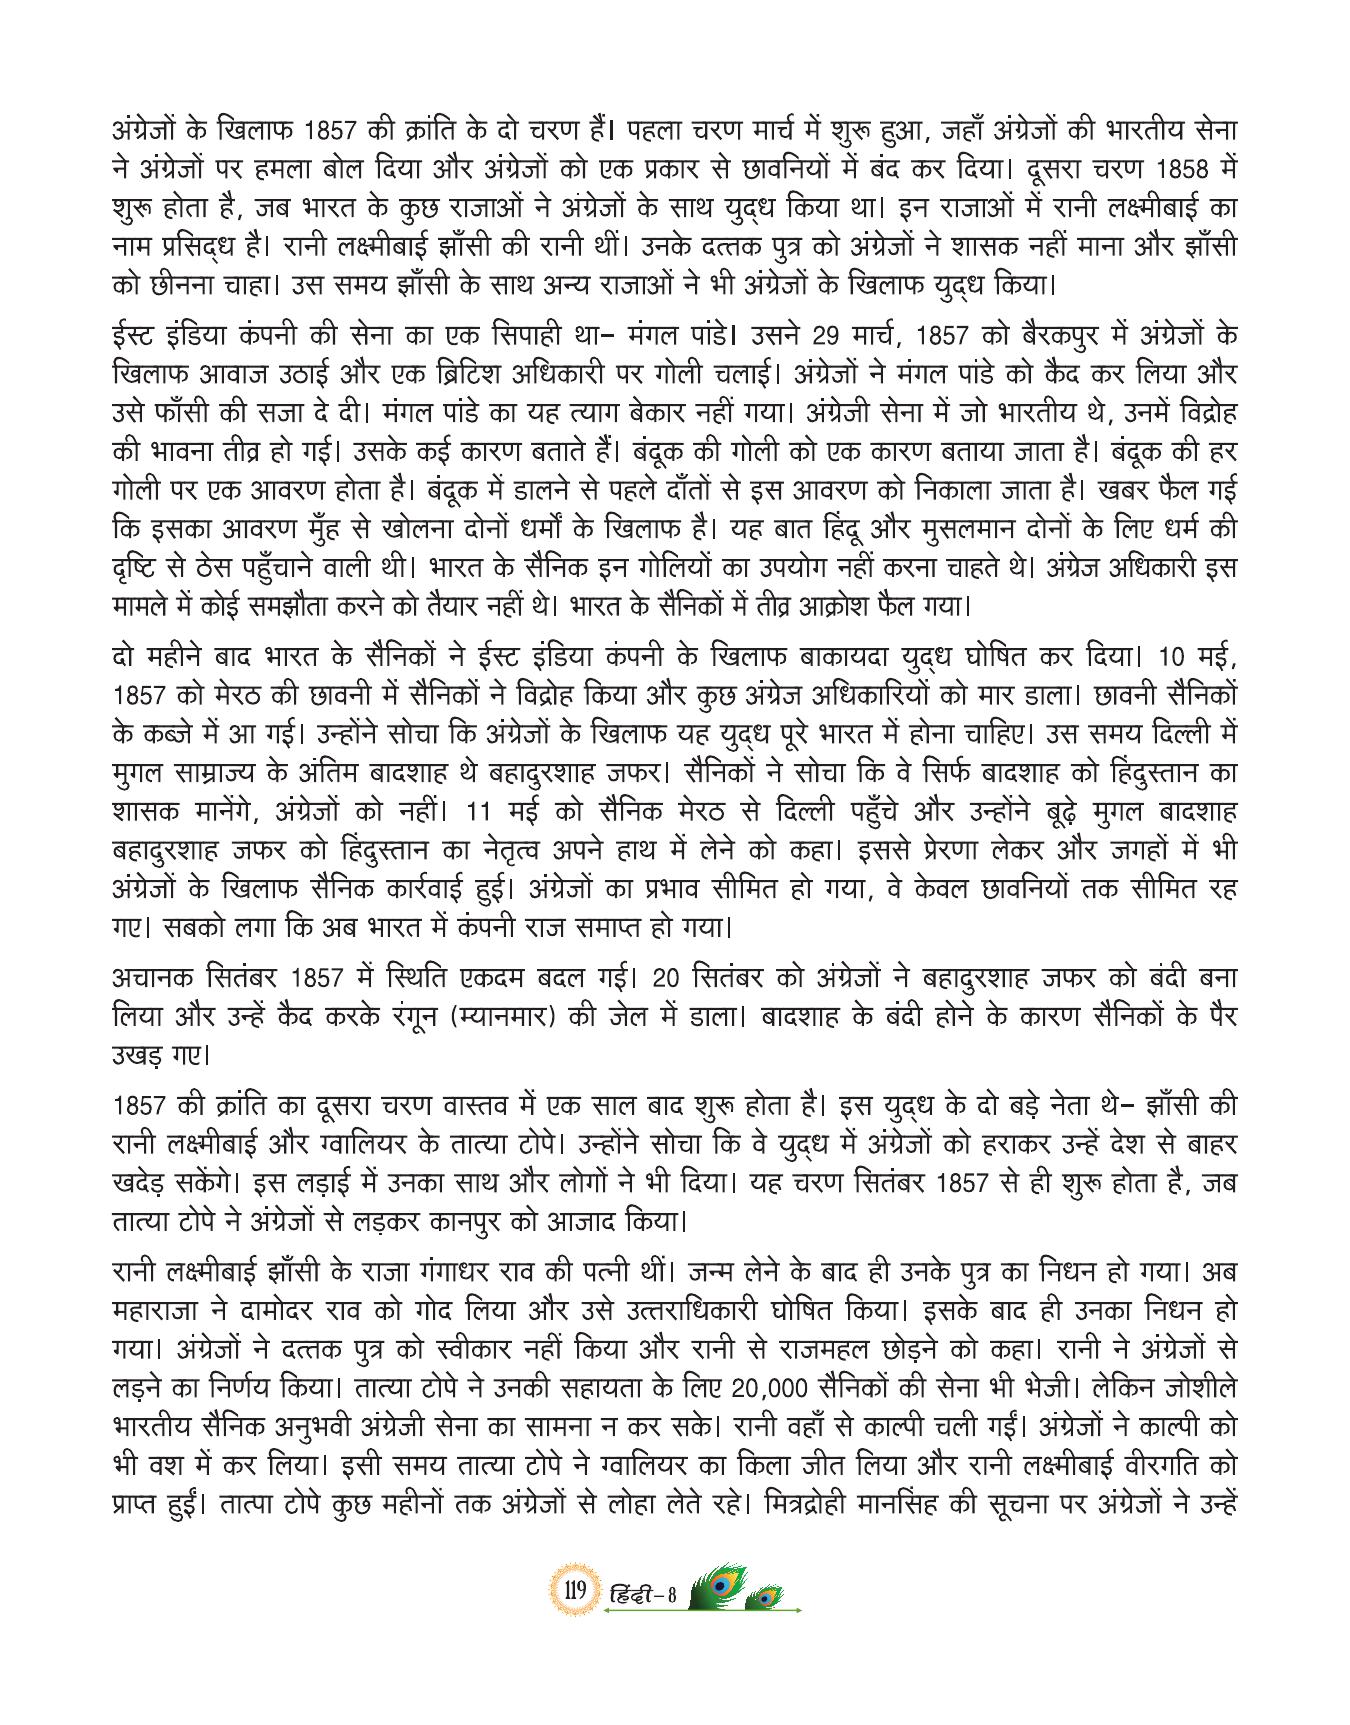 अंग्रेजों के खिलाफ 1857 की क्रांति के दो चरण हैं। पहला चरण मार्च में शुरू हुआ, जहाँ अंग्रेजों की भारतीय सेना
ने अंग्रेजों पर हमला बोल दिया और अंग्रेजों को एक प्रकार से छावनियों में बंद कर दिया। दूसरा चरण 1858 में
शुरू होता है, जब भारत के कुछ राजाओं ने अंग्रेजों के साथ युद्ध किया था। इन राजाओं में रानी लक्ष्मीबाई का
नाम प्रसिद्ध है। रानी लक्ष्मीबाई झाँसी की रानी थीं। उनके दत्तक पुत्र को अंग्रेजों ने शासक नहीं माना और झाँसी
को छीनना चाहा। उस समय झाँसी के साथ अन्य राजाओं ने भी अंग्रेजों के खिलाफ युद्ध किया।
ईस्ट इंडिया कंपनी की सेना का एक सिपाही था– मंगल पांडे। उसने 29 मार्च, 1857 को बैरकपुर में अंग्रेजों के
खिलाफ आवाज उठाई और एक ब्रिटिश अधिकारी पर गोली चलाई। अंग्रेजों ने मंगल पांडे को कैद कर लिया और
उसे फाँसी की सजा दे दी। मंगल पांडे का यह त्याग बेकार नहीं गया। अंग्रेजी सेना में जो भारतीय थे, उनमें विद्रोह
की भावना तीव्र हो गई। उसके कई कारण बताते हैं। बंदूक की गोली को एक कारण बताया जाता है। बंदूक की हर
गोली पर एक आवरण होता है। बंदूक में डालने से पहले दाँतों से इस आवरण को निकाला जाता है। खबर फैल गई
कि इसका आवरण मुँह से खोलना दोनों धर्मों के खिलाफ है। यह बात हिंदू और मुसलमान दोनों के लिए धर्म की
दृष्टि से ठेस पहुँचाने वाली थी। भारत के सैनिक इन गोलियों का उपयोग नहीं करना चाहते थे। अंग्रेज अधिकारी इस
मामले में कोई समझौता करने को तैयार नहीं थे। भारत के सैनिकों में तीव्र आक्रोश फैल गया।
दो महीने बाद भारत के सैनिकों ने ईस्ट इंडिया कंपनी के खिलाफ बाकायदा युद्ध घोषित कर दिया। 10 मई,
1857 को मेरठ की छावनी में सैनिकों ने विद्रोह किया और कुछ अंग्रेज अधिकारियों को मार डाला। छावनी सैनिकों
के कब्जे में आ गई। उन्होंने सोचा कि अंग्रेजों के खिलाफ यह युद्ध पूरे भारत में होना चाहिए। उस समय दिल्ली में
मुगल साम्राज्य के अंतिम बादशाह थे बहादुरशाह जफर। सैनिकों ने सोचा कि वे सिर्फ बादशाह को हिंदुस्तान का
शासक मानेंगे, अंग्रेजों को नहीं। 11 मई को सैनिक मेरठ से दिल्ली पहुँचे और उन्होंने बूढ़े मुगल बादशाह
बहादुरशाह जफर को हिंदुस्तान का नेतृत्व अपने हाथ में लेने को कहा। इससे प्रेरणा लेकर और जगहों में भी
अंग्रेजों के खिलाफ सैनिक कार्रवाई हुई। अंग्रेजों का प्रभाव सीमित हो गया, वे केवल छावनियों तक सीमित रह
गए। सबको लगा कि अब भारत में कंपनी राज समाप्त हो गया।
अचानक सितंबर 1857 में स्थिति एकदम बदल गई। 20 सितंबर को अंग्रेजों ने बहादुरशाह जफर को बंदी बना
लिया और उन्हें कैद करके रंगून (म्यानमार) की जेल में डाला। बादशाह के बंदी होने के कारण सैनिकों के पैर
उखड़ गए।
1857 की क्रांति का दूसरा चरण वास्तव में एक साल बाद शुरू होता है। इस युद्ध के दो बड़े नेता थे– झाँसी की
रानी लक्ष्मीबाई और ग्वालियर के तात्या टोपे। उन्होंने सोचा कि वे युद्ध में अंग्रेजों को हराकर उन्हें देश से बाहर
खदेड़ सकेंगे। इस लड़ाई में उनका साथ और लोगों ने भी दिया। यह चरण सितंबर 1857 से ही शुरू होता है, जब
तात्या टोपे ने अंग्रेजों से लड़कर कानपुर को आजाद किया।
रानी लक्ष्मीबाई झाँसी के राजा गंगाधर राव की पत्नी थीं। जन्म लेने के बाद ही उनके पुत्र का निधन हो गया। अब
महाराजा ने दामोदर राव को गोद लिया और उसे उत्तराधिकारी घोषित किया। इसके बाद ही उनका निधन हो
गया। अंग्रेजों ने दत्तक पुत्र को स्वीकार नहीं किया और रानी से राजमहल छोड़ने को कहा। रानी ने अंग्रेजों से
लड़ने का निर्णय किया। तात्या टोपे ने उनकी सहायता के लिए 20,000 सैनिकों की सेना भी भेजी। लेकिन जोशीले
भारतीय सैनिक अनुभवी अंग्रेजी सेना का सामना न कर सके। रानी वहाँ से काल्पी चली गईं। अंग्रेजों ने काल्पी को
भी वश में कर लिया। इसी समय तात्या टोपे ने ग्वालियर का किला जीत लिया और रानी लक्ष्मीबाई वीरगति को
प्राप्त हुईं। तात्पा टोपे कुछ महीनों तक अंग्रेजों से लोहा लेते रहे। मित्रद्रोही मानसिंह की सूचना पर अंग्रेजों ने उन्हें
119 हिंदी–8